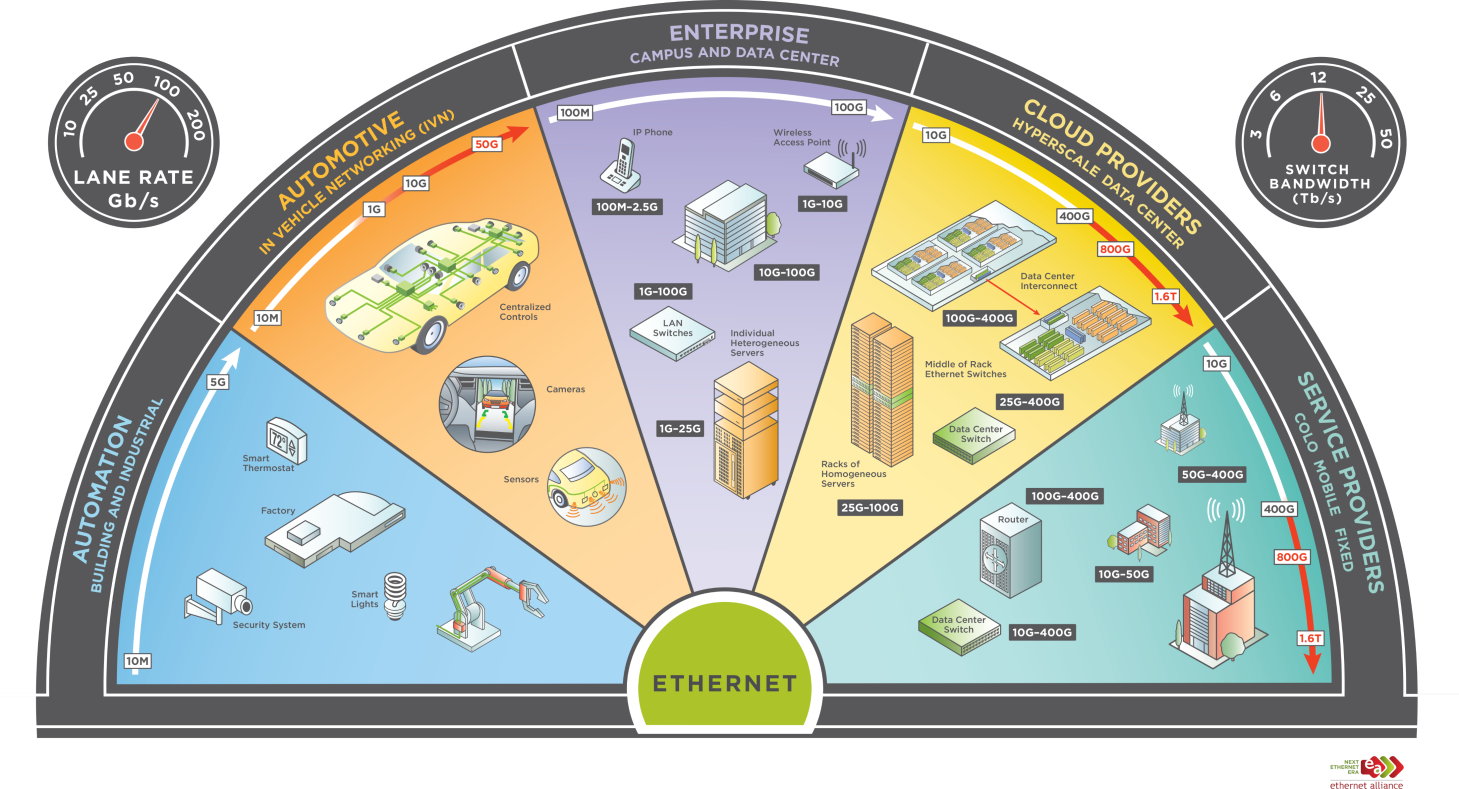 ENTERPRISE
CAMPUS AND DATA CENTER
AUTOMOTIVE
IN VEHICLE NETWORKING (IVN)
CLOUD PROVIDERS
HYPERSCALE DATA CENTER
AUTOMATION
BUILDING AND INDUSTRIAL
SERVICE PROVIDERS
COLO MOBILE FIXED
10
25
50
100
200
LANE RATE
Gb/s
3
6
12
25
50
SWITCH
BANDWIDTH
(Tb/s)
5G
10M
Smart
Thermostat
72°
Factory
Security System
Smart
Lights
50G
10G
1G
10M
Centralized
Controls
Cameras
Sensors
100M
100G
IP Phone
100M–2.5G
Wireless
Access Point
1G–10G
10G–100G
1G–100G
LAN
Switches
Individual
Heterogeneous
Servers
1G–25G
10G
400G
800G
1.6T
Data Center
Interconnect
100G–400G
Middle of Rack
Ethernet Switches
25G–400G
Data Center
Switch
Racks of
Homogeneous
Servers
25G–100G
10G
400G
800G
1.6T
50G–400G
100G–400G
Router
10G–50G
Data Center
Switch
10G–400G
ETHERNET
NEXT
ETHERNET
ERA
ea
ethernet alliance